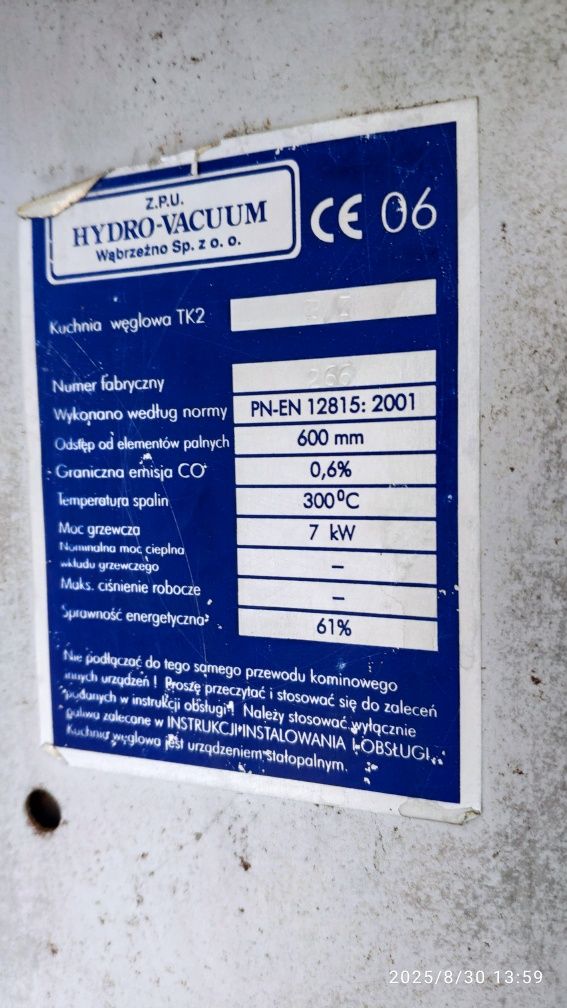 Z.P.U.
HYDRO-VACUUM
Wąbrzeźno Sp. z o. o.
CE 06
Kuchnia węglowa TK2
Numer fabryczny 266
Wykonano według normy PN-EN 12815: 2001
Odstęp od elementów palnych 600 mm
Graniczna emisja CO 0,6%
Temperatura spalin 300⁰C
Moc grzewcza 7 kW
Nominalna moc cieplna
wkładu grzewczego –
Maks. ciśnienie robocze –
Sprawność energetyczna 61%
Nie podłączać do tego samego przewodu kominowego
innych urządzeń ! Proszę przeczytać i stosować się do zaleceń
podanych w instrukcji obsługi ! Należy stosować wyłącznie
paliwa zalecane w INSTRUKCJI INSTALOWANIA I OBSŁUGI.
Kuchnia węglowa jest urządzeniem stałopalnym.
2025/8/30 13:59